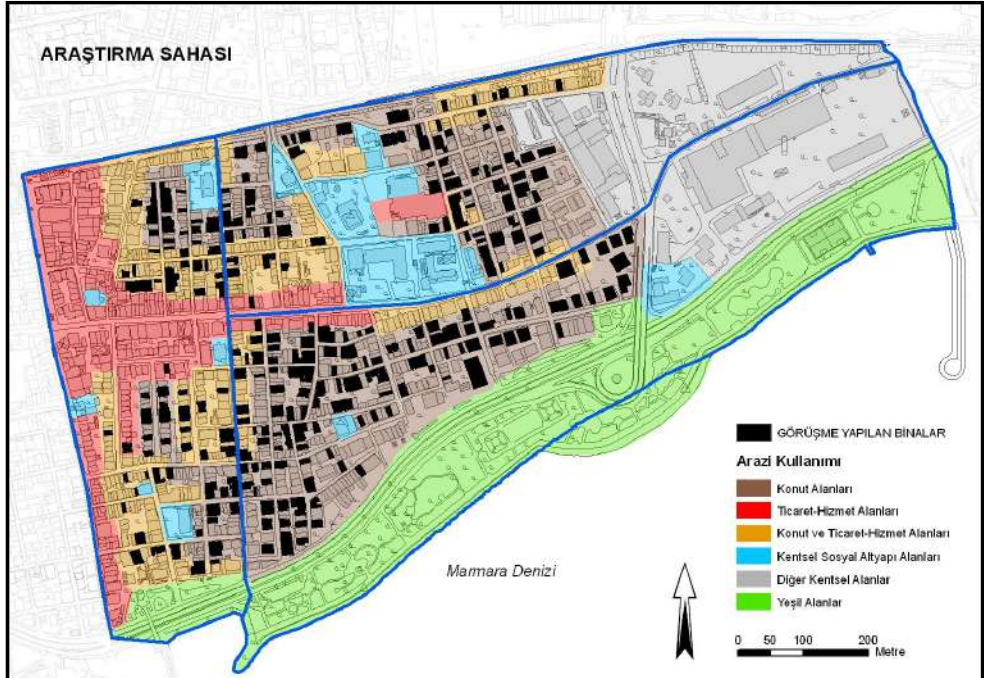 ARAŞTIRMA SAHASI
GÖRÜŞME YAPILAN BİNALAR
Arazi Kullanımı
Konut Alanları
Ticaret-Hizmet Alanları
Konut ve Ticaret-Hizmet Alanları
Kentsel Sosyal Altyapı Alanları
Diğer Kentsel Alanlar
Yeşil Alanlar
Marmara Denizi
0 50 100 200
Metre